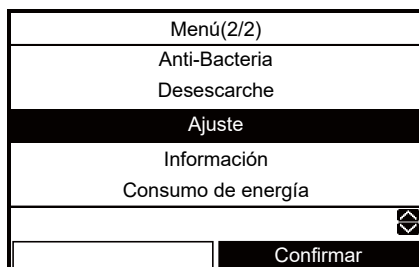 Menú(2/2)
Anti-Bacteria
Desescarche
Ajuste
Información
Consumo de energía
Confirmar